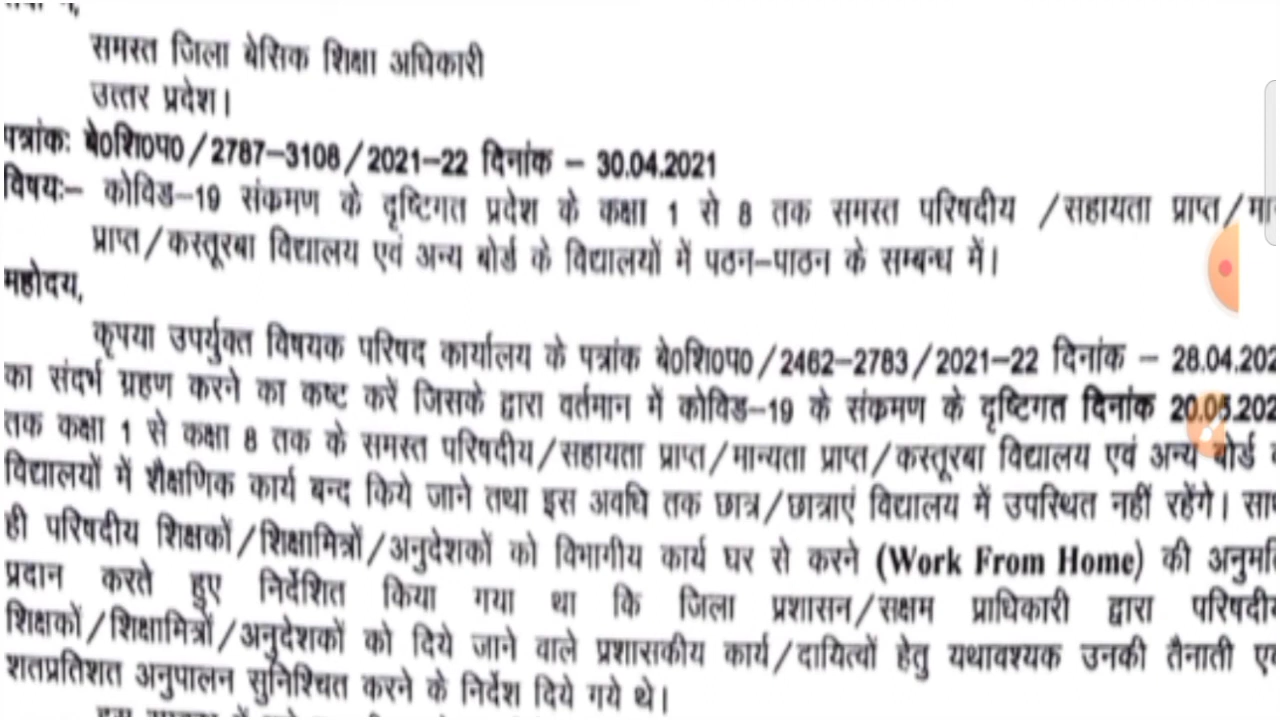 समस्त जिला बेसिक शिक्षा अधिकारी
उत्तर प्रदेश।
पत्रांकः बे0शि0प0/2787–3108/2021–22 दिनांक – 30.04.2021
विषयः– कोविड–19 संक्रमण के दृष्टिगत प्रदेश के कक्षा 1 से 8 तक समस्त परिषदीय /सहायता प्राप्त/
प्राप्त/कस्तूरबा विद्यालय एवं अन्य बोर्ड के विद्यालयों में पठन–पाठन के सम्बन्ध में।
महोदय,
कृपया उपर्युक्त विषयक परिषद कार्यालय के पत्रांक बे0शि0प0/2462–2783/2021–22 दिनांक – 28.04.202
का संदर्भ ग्रहण करने का कष्ट करें जिसके द्वारा वर्तमान में कोविड–19 के संक्रमण के दृष्टिगत दिनांक 20.05.202
तक कक्षा 1 से कक्षा 8 तक के समस्त परिषदीय/सहायता प्राप्त/मान्यता प्राप्त/कस्तूरबा विद्यालय एवं अन्य बोर्ड
विद्यालयों में शैक्षणिक कार्य बन्द किये जाने तथा इस अवधि तक छात्र/छात्राएं विद्यालय में उपस्थित नहीं रहेंगे।
ही परिषदीय शिक्षकों/शिक्षामित्रों/अनुदेशकों को विभागीय कार्य घर से करने (Work From Home) की
प्रदान करते हुए निर्देशित किया गया था कि जिला प्रशासन/सक्षम प्राधिकारी द्वारा
शिक्षकों/शिक्षामित्रों/अनुदेशकों को दिये जाने वाले प्रशासकीय कार्य/दायित्वों हेतु यथावश्यक उनकी तैनाती
शतप्रतिशत अनुपालन सुनिश्चित करने के निर्देश दिये गये थे।